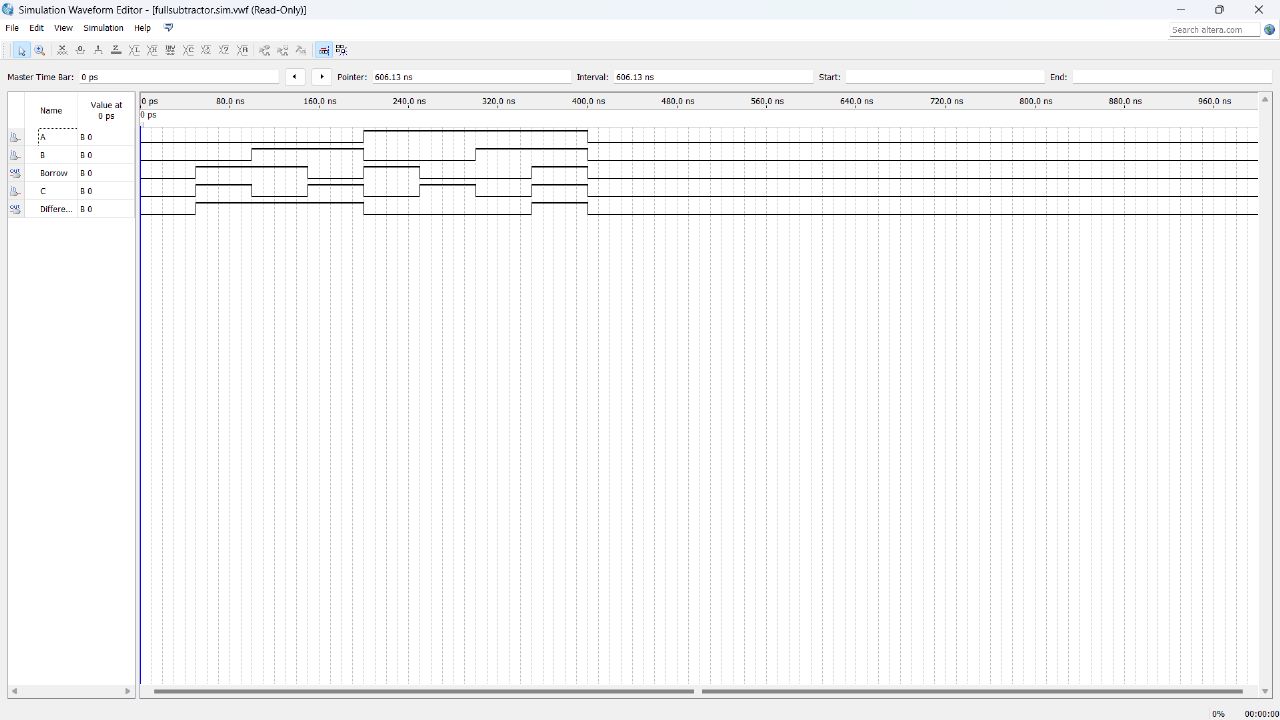 Simulation Waveform Editor - [fullsubtractor.sim.vwf (Read-Only)]
File Edit View Simulation Help
Search altera.com
Master Time Bar: 0 ps Pointer: 606.13 ns Interval: 606.13 ns Start: End:
Name Value at 0 ps
0 ps 80.0 ns 160.0 ns 240.0 ns 320.0 ns 400.0 ns 480.0 ns 560.0 ns 640.0 ns 720.0 ns 800.0 ns 880.0 ns 960.0 ns
0 ps
A B 0
B B 0
Borrow B 0
C B 0
Differe... B 0
0% 00:00:00